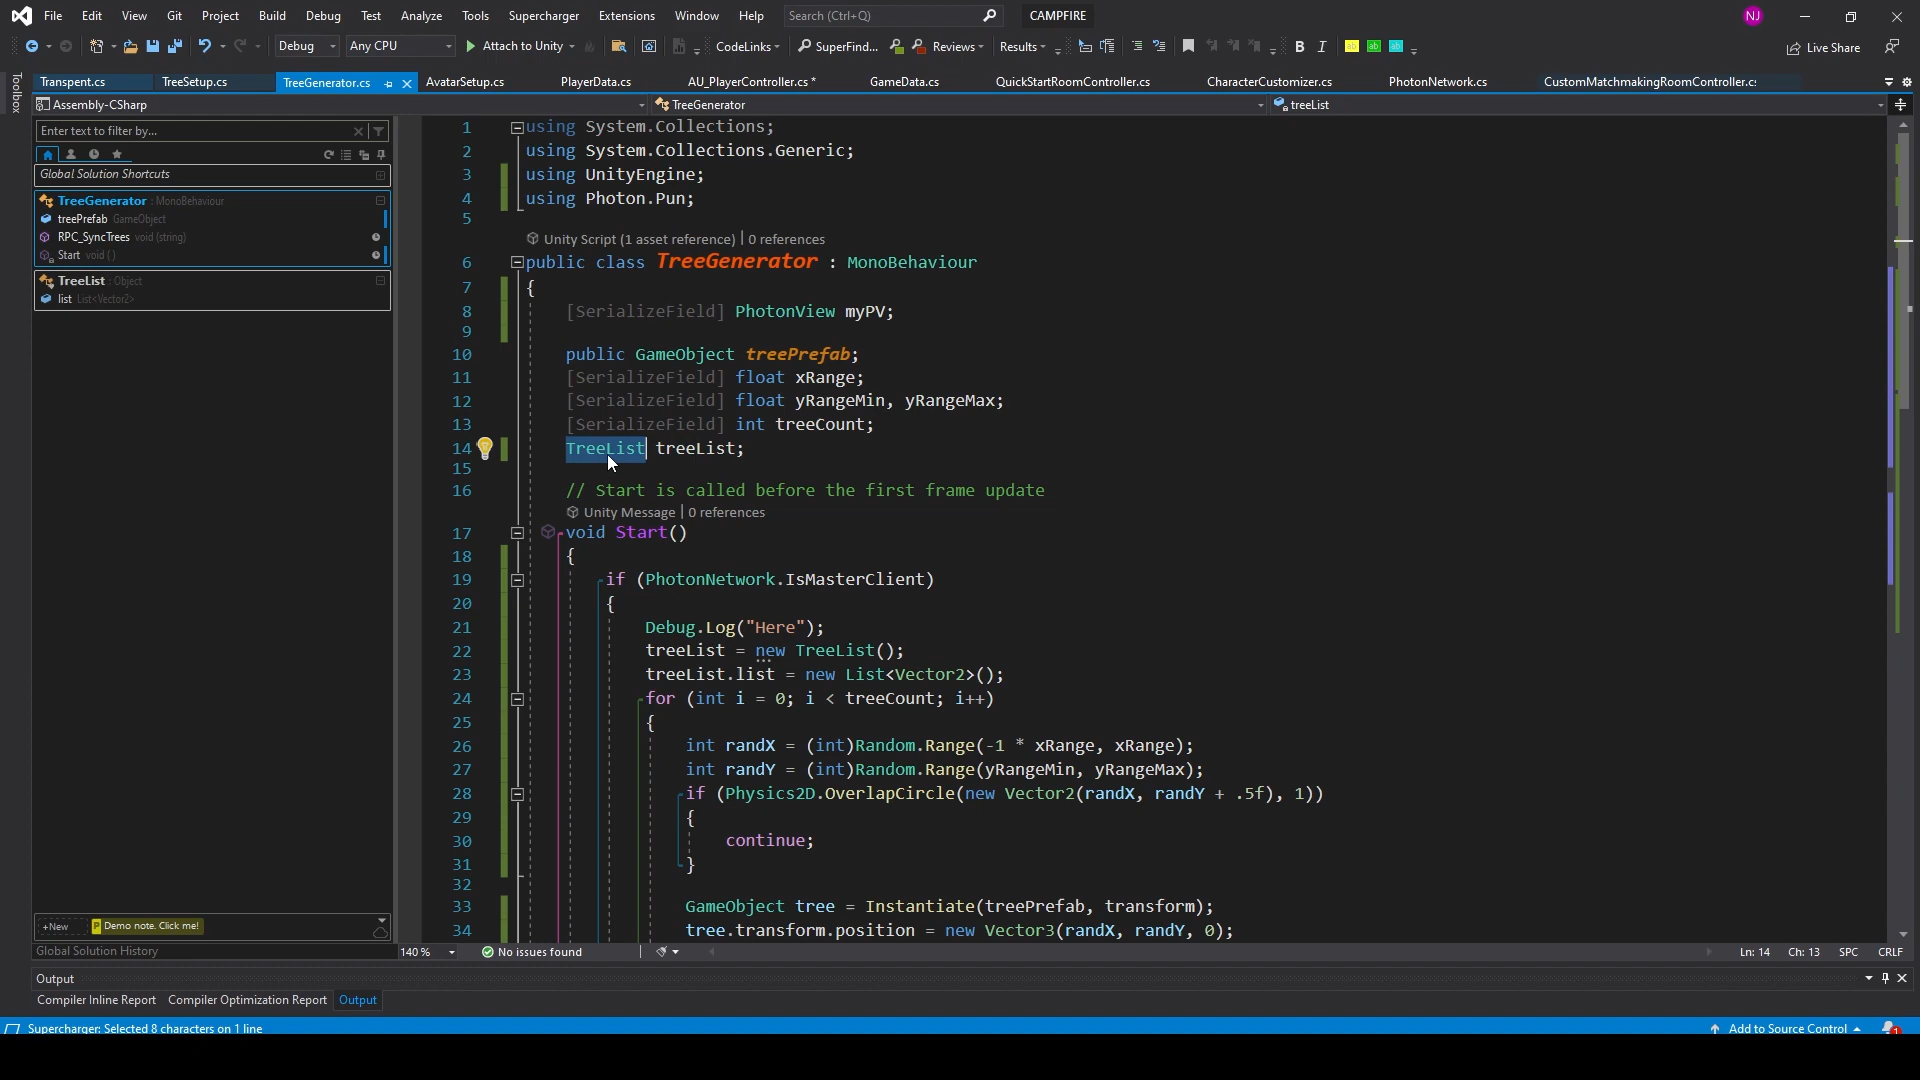 File Edit View Git Project Build Debug Test Analyze Tools Supercharger Extensions Window Help Search (Ctrl+Q) CAMPFIRE NJ
Debug Any CPU Attach to Unity CodeLinks SuperFind... Reviews Results B I ab ab ab Live Share
Toolbox
Transpent.cs TreeSetup.cs TreeGenerator.cs AvatarSetup.cs PlayerData.cs AU_PlayerController.cs * GameData.cs QuickStartRoomController.cs CharacterCustomizer.cs PhotonNetwork.cs CustomMatchmakingRoomController.cs
Assembly-CSharp TreeGenerator treeList
Enter text to filter by...
Global Solution Shortcuts
TreeGenerator : MonoBehaviour
treePrefab GameObject
RPC_SyncTrees void (string)
Start void ( )
TreeList : Object
list List<Vector2>
+New Demo note. Click me!
Global Solution History
1 using System.Collections;
2 using System.Collections.Generic;
3 using UnityEngine;
4 using Photon.Pun;
5
Unity Script (1 asset reference) | 0 references
6 public class TreeGenerator : MonoBehaviour
7 {
8 [SerializeField] PhotonView myPV;
9
10 public GameObject treePrefab;
11 [SerializeField] float xRange;
12 [SerializeField] float yRangeMin, yRangeMax;
13 [SerializeField] int treeCount;
14 TreeList treeList;
15
16 // Start is called before the first frame update
Unity Message | 0 references
17 void Start()
18 {
19 if (PhotonNetwork.IsMasterClient)
20 {
21 Debug.Log("Here");
22 treeList = new TreeList();
23 treeList.list = new List<Vector2>();
24 for (int i = 0; i < treeCount; i++)
25 {
26 int randX = (int)Random.Range(-1 * xRange, xRange);
27 int randY = (int)Random.Range(yRangeMin, yRangeMax);
28 if (Physics2D.OverlapCircle(new Vector2(randX, randY + .5f), 1))
29 {
30 continue;
31 }
32
33 GameObject tree = Instantiate(treePrefab, transform);
34 tree.transform.position = new Vector3(randX, randY, 0);
140 % No issues found Ln: 14 Ch: 13 SPC CRLF
Output
Compiler Inline Report Compiler Optimization Report Output
Supercharger: Selected 8 characters on 1 line Add to Source Control 1